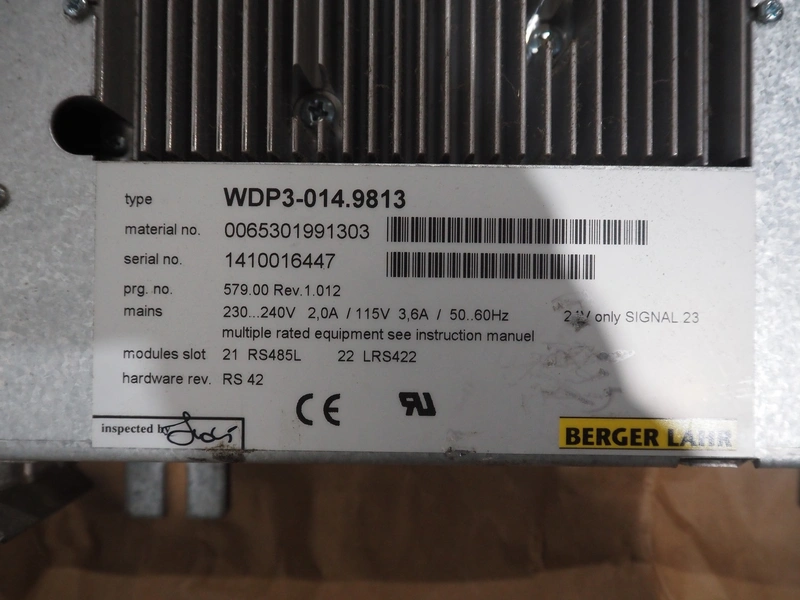 type WDP3-014.9813
material no. 0065301991303
serial no. 1410016447
prg. no. 579.00 Rev.1.012
mains 230...240V 2,0A / 115V 3,6A / 50..60Hz 24V only SIGNAL 23
multiple rated equipment see instruction manuel
modules slot 21 RS485L 22 LRS422
hardware rev. RS 42
CE RU
inspected by
BERGER LAHR